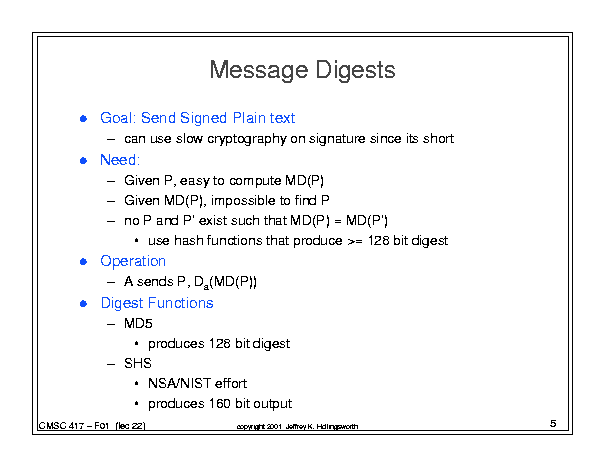 Message Digests
● Goal: Send Signed Plain text
– can use slow cryptography on signature since its short
● Need:
– Given P, easy to compute MD(P)
– Given MD(P), impossible to find P
– no P and P' exist such that MD(P) = MD(P')
• use hash functions that produce >= 128 bit digest
● Operation
– A sends P, Da(MD(P))
● Digest Functions
– MD5
• produces 128 bit digest
– SHS
• NSA/NIST effort
• produces 160 bit output
CMSC 417 – F01 (lec 22)
copyright 2001 Jeffrey K. Hollingsworth
5